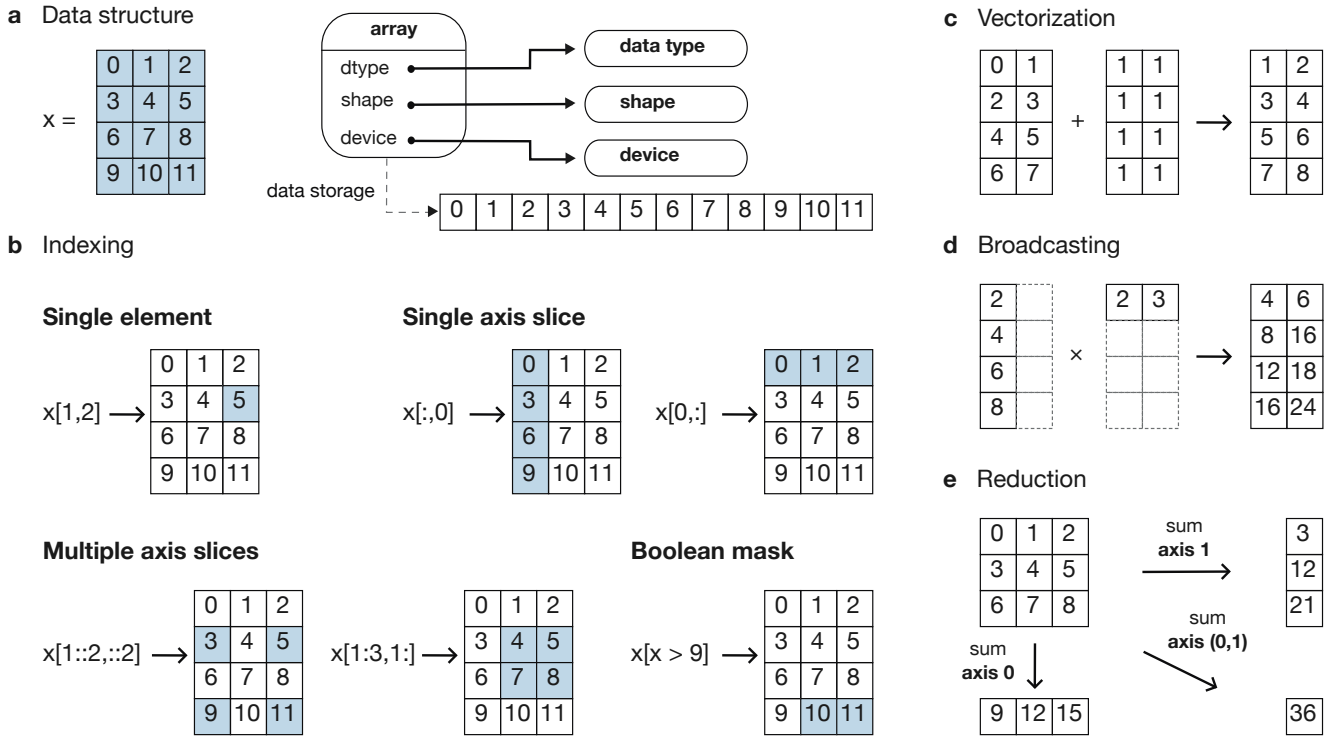 a Data structure
x =
0 1 2
3 4 5
6 7 8
9 10 11
array
dtype
shape
device
data type
shape
device
data storage
0 1 2 3 4 5 6 7 8 9 10 11
b Indexing
Single element
x[1,2]
0 1 2
3 4 5
6 7 8
9 10 11
Single axis slice
x[:,0]
0 1 2
3 4 5
6 7 8
9 10 11
x[0,:]
0 1 2
3 4 5
6 7 8
9 10 11
Multiple axis slices
x[1::2,::2]
0 1 2
3 4 5
6 7 8
9 10 11
x[1:3,1:]
0 1 2
3 4 5
6 7 8
9 10 11
Boolean mask
x[x > 9]
0 1 2
3 4 5
6 7 8
9 10 11
c Vectorization
0 1
2 3
4 5
6 7
+
1 1
1 1
1 1
1 1
1 2
3 4
5 6
7 8
d Broadcasting
2
4
6
8
×
2 3
4 6
8 16
12 18
16 24
e Reduction
0 1 2
3 4 5
6 7 8
sum
axis 1
3
12
21
sum
axis 0
9 12 15
sum
axis (0,1)
36